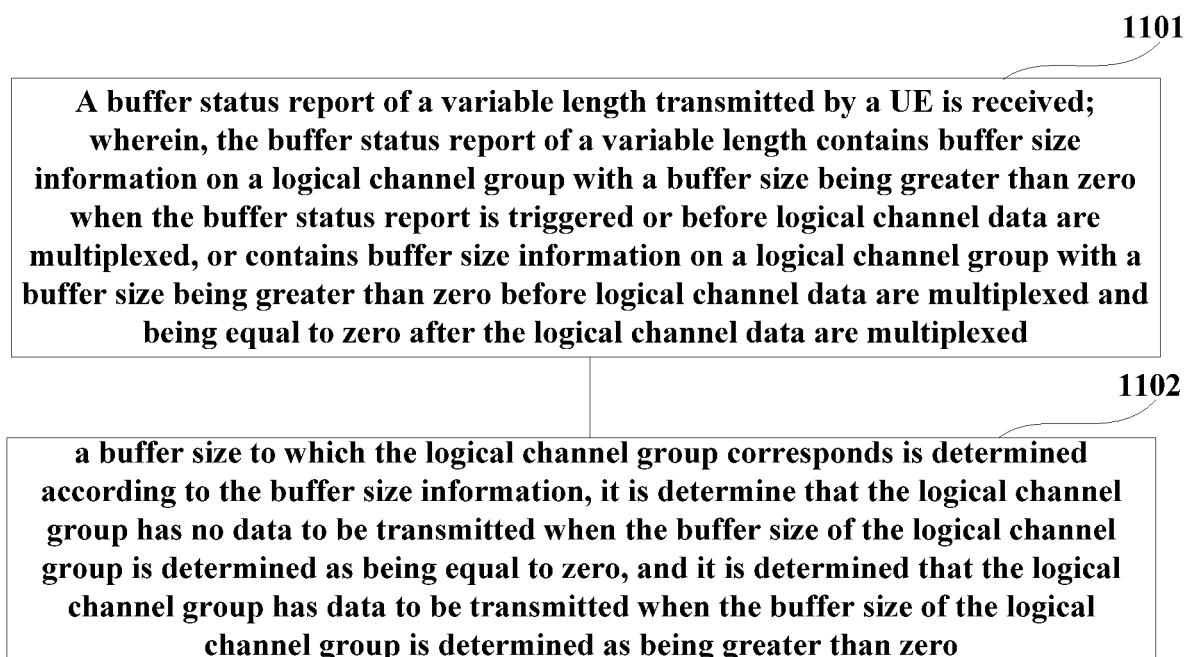 1101
A buffer status report of a variable length transmitted by a UE is received;
wherein, the buffer status report of a variable length contains buffer size
information on a logical channel group with a buffer size being greater than zero
when the buffer status report is triggered or before logical channel data are
multiplexed, or contains buffer size information on a logical channel group with a
buffer size being greater than zero before logical channel data are multiplexed and
being equal to zero after the logical channel data are multiplexed
1102
a buffer size to which the logical channel group corresponds is determined
according to the buffer size information, it is determine that the logical channel
group has no data to be transmitted when the buffer size of the logical channel
group is determined as being equal to zero, and it is determined that the logical
channel group has data to be transmitted when the buffer size of the logical
channel group is determined as being greater than zero